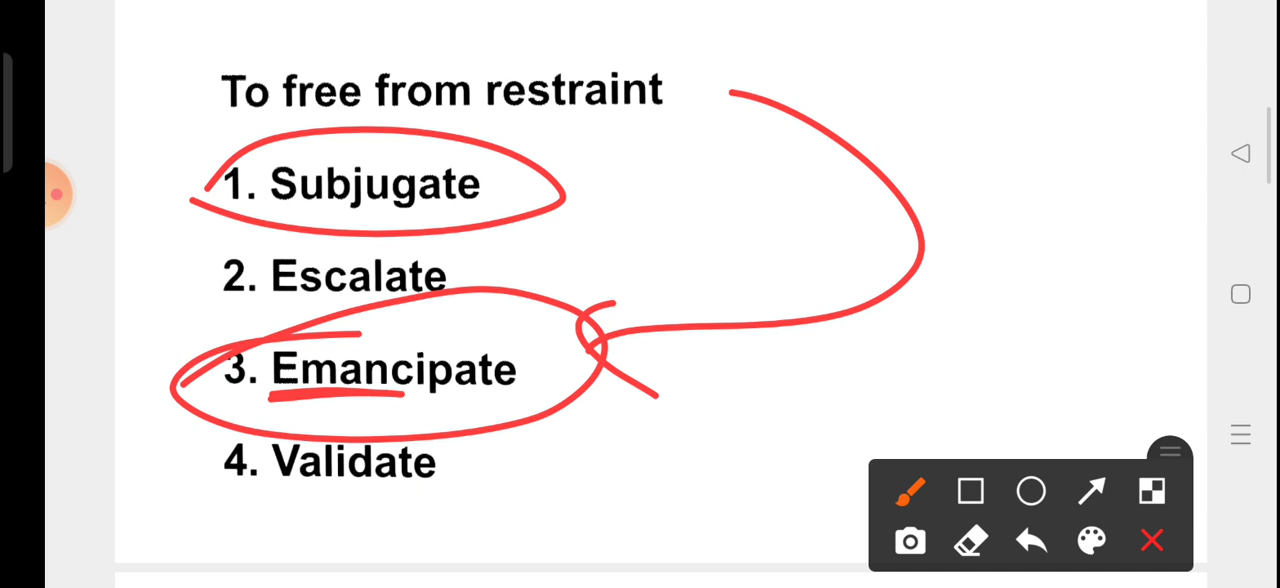 To free from restraint
1. Subjugate
2. Escalate
3. Emancipate
4. Validate